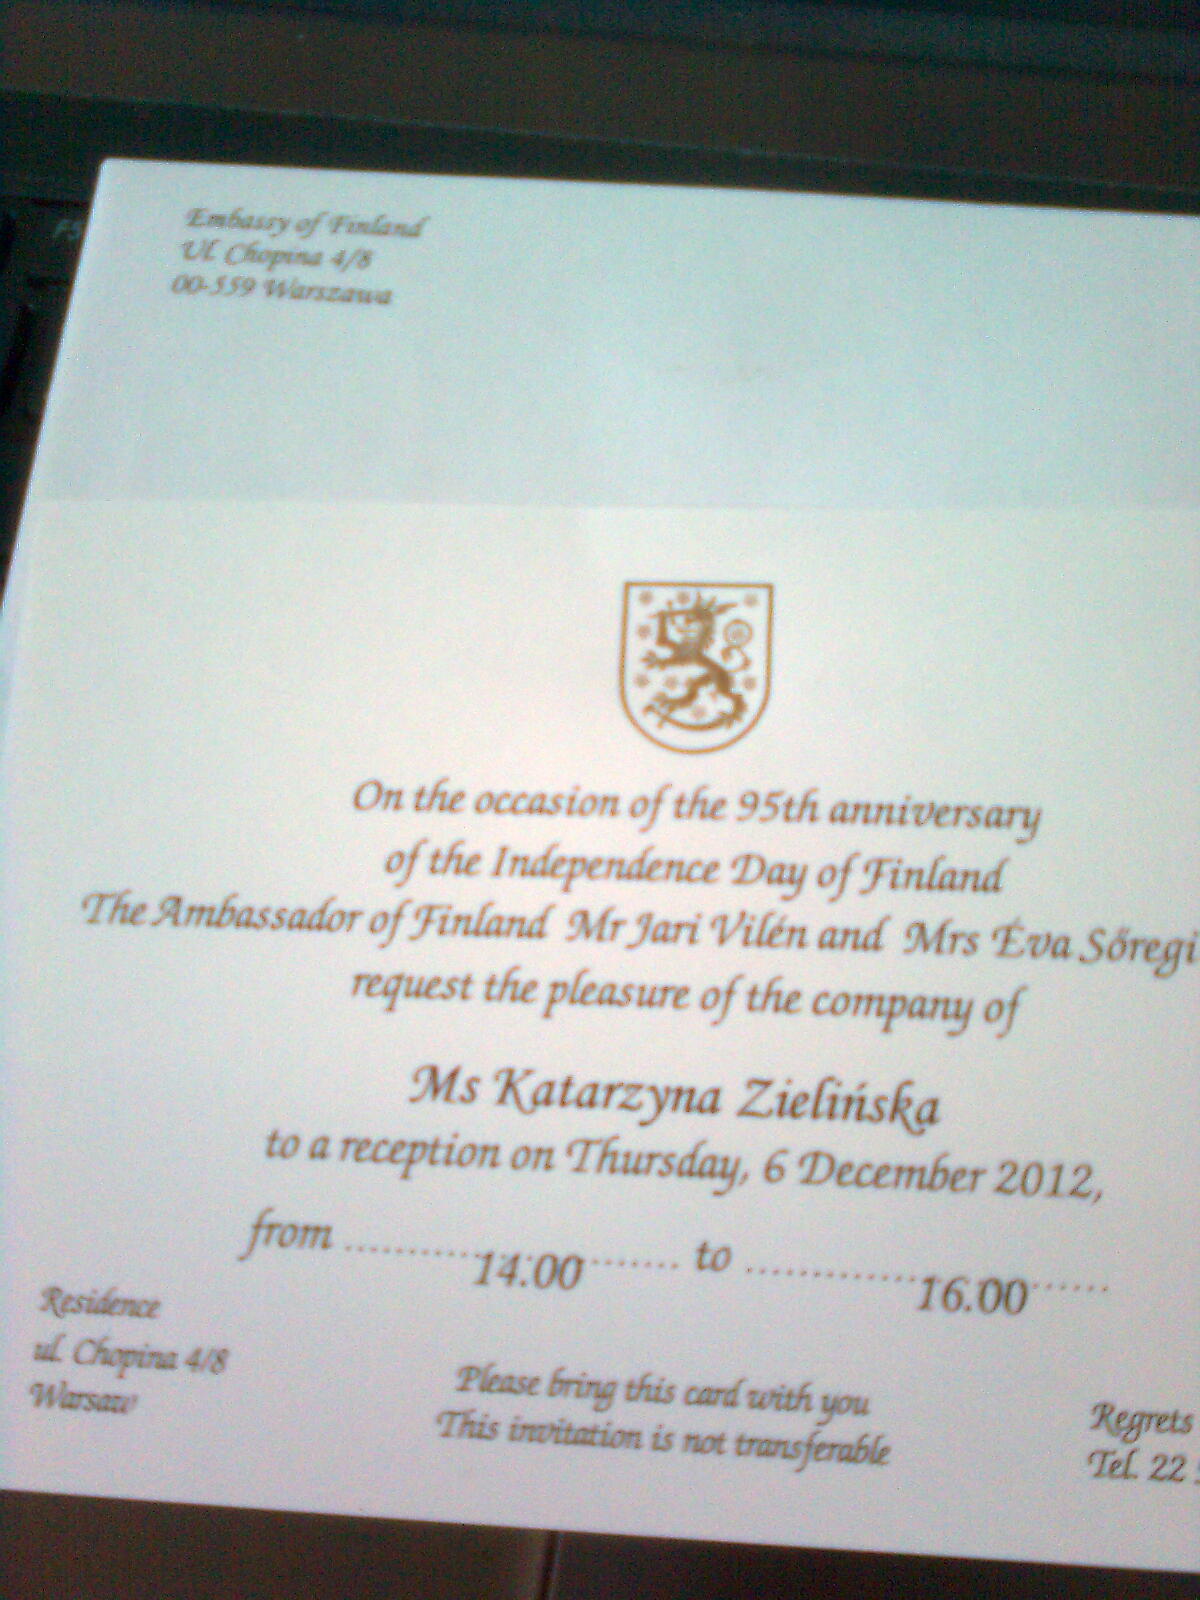 F5
Embassy of Finland
Ul. Chopina 4/8
00-559 Warszawa
On the occasion of the 95th anniversary
of the Independence Day of Finland
The Ambassador of Finland Mr Jari Vilén and Mrs Éva Sőregi
request the pleasure of the company of
Ms Katarzyna Zielińska
to a reception on Thursday, 6 December 2012,
from .................... 14.00 .......... to .................... 16.00 ..........
Residence
ul. Chopina 4/8
Warsaw
Please bring this card with you
This invitation is not transferable
Regrets
Tel. 22